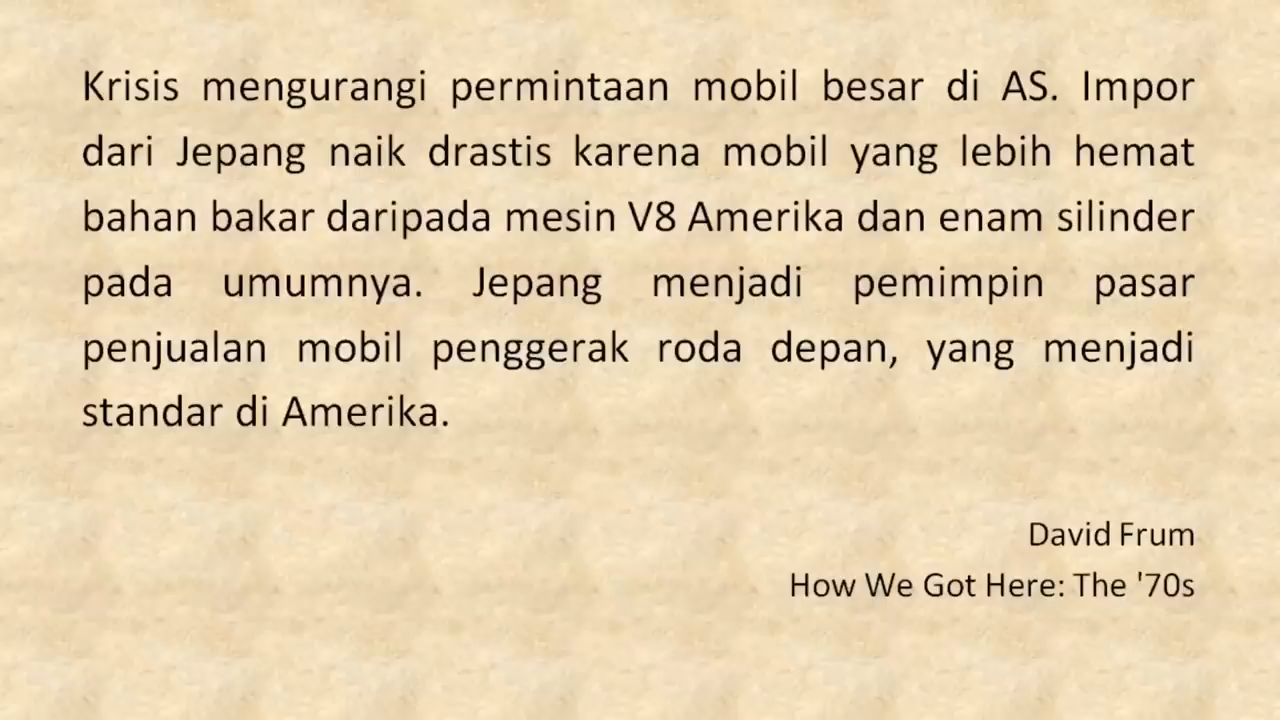 Krisis mengurangi permintaan mobil besar di AS. Impor
dari Jepang naik drastis karena mobil yang lebih hemat
bahan bakar daripada mesin V8 Amerika dan enam silinder
pada umumnya. Jepang menjadi pemimpin pasar
penjualan mobil penggerak roda depan, yang menjadi
standar di Amerika.
David Frum
How We Got Here: The '70s